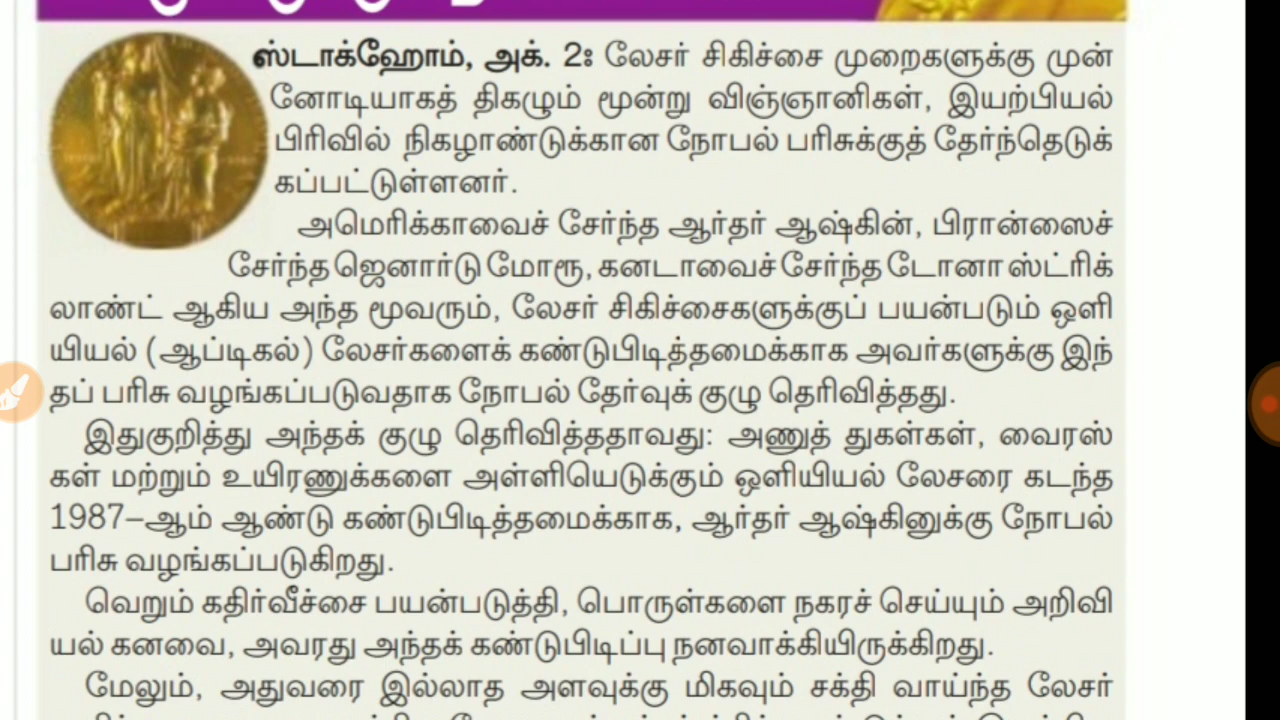 ஸ்டாக்ஹோம், அக். 2: லேசர் சிகிச்சை முறைகளுக்கு முன்
னோடியாகத் திகழும் மூன்று விஞ்ஞானிகள், இயற்பியல்
பிரிவில் நிகழாண்டுக்கான நோபல் பரிசுக்குத் தேர்ந்தெடுக்
கப்பட்டுள்ளனர்.
அமெரிக்காவைச் சேர்ந்த ஆர்தர் ஆஷ்கின், பிரான்ஸைச்
சேர்ந்த ஜெனார்டு மோரூ, கனடாவைச் சேர்ந்த டோனா ஸ்ட்ரிக்
லாண்ட் ஆகிய அந்த மூவரும், லேசர் சிகிச்சைகளுக்குப் பயன்படும் ஒளி
யியல் (ஆப்டிகல்) லேசர்களைக் கண்டுபிடித்தமைக்காக அவர்களுக்கு இந்
தப் பரிசு வழங்கப்படுவதாக நோபல் தேர்வுக் குழு தெரிவித்தது.
இதுகுறித்து அந்தக் குழு தெரிவித்ததாவது: அணுத் துகள்கள், வைரஸ்
கள் மற்றும் உயிரணுக்களை அள்ளியெடுக்கும் ஒளியியல் லேசரை கடந்த
1987–ஆம் ஆண்டு கண்டுபிடித்தமைக்காக, ஆர்தர் ஆஷ்கினுக்கு நோபல்
பரிசு வழங்கப்படுகிறது.
வெறும் கதிர்வீச்சை பயன்படுத்தி, பொருள்களை நகரச் செய்யும் அறிவி
யல் கனவை, அவரது அந்தக் கண்டுபிடிப்பு நனவாக்கியிருக்கிறது.
மேலும், அதுவரை இல்லாத அளவுக்கு மிகவும் சக்தி வாய்ந்த லேசர்